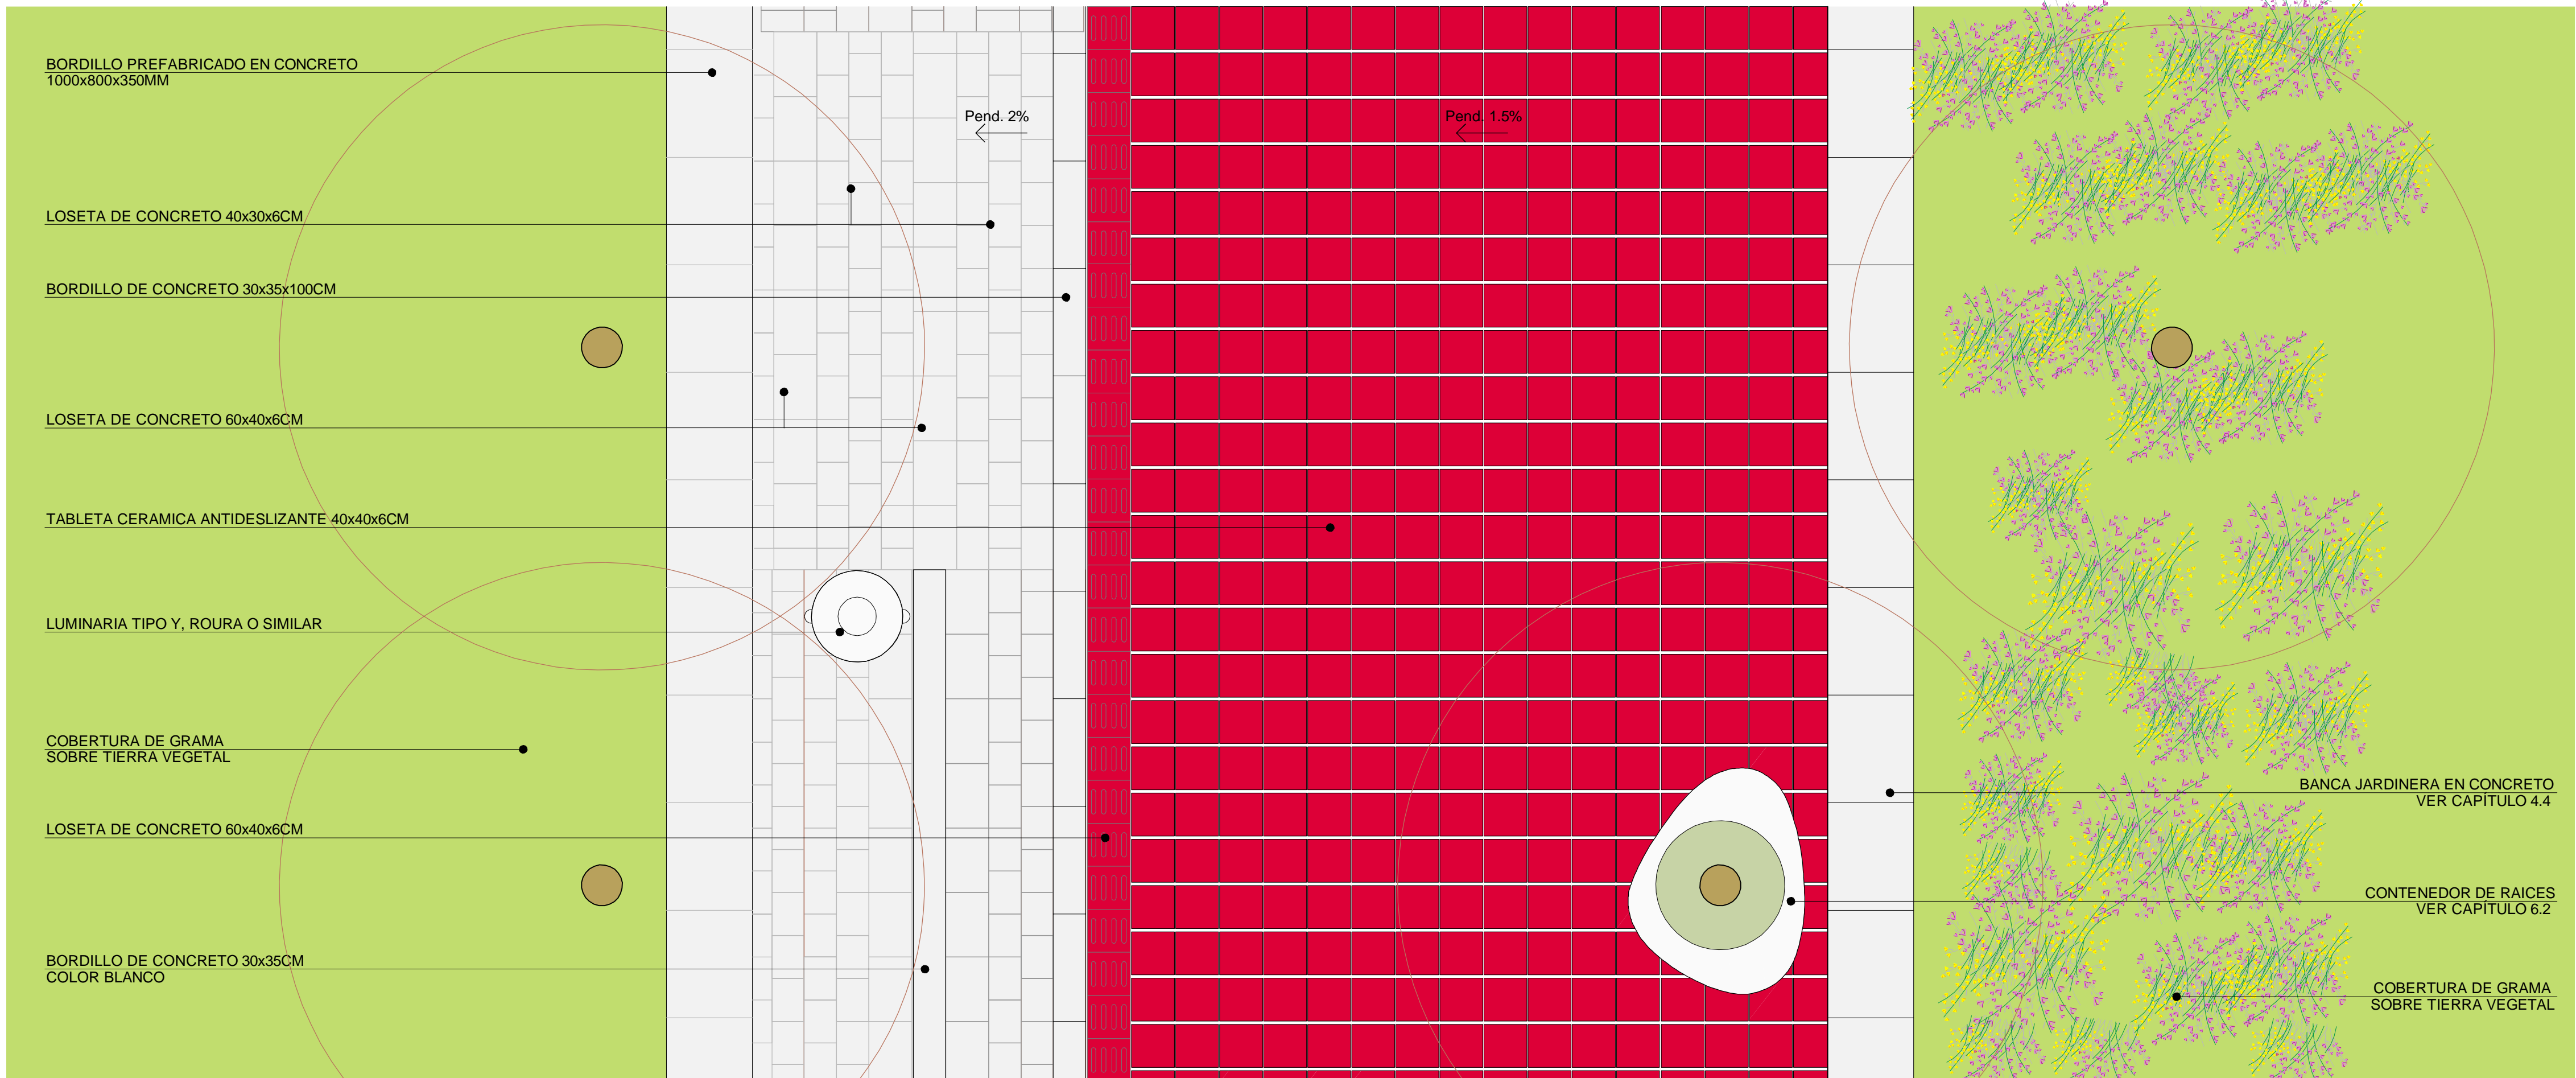 BORDILLO PREFABRICADO EN CONCRETO
1000x800x350MM
Pend. 2%
Pend. 1.5%
LOSETA DE CONCRETO 40x30x6CM
BORDILLO DE CONCRETO 30x35x100CM
LOSETA DE CONCRETO 60x40x6CM
TABLETA CERAMICA ANTIDESLIZANTE 40x40x6CM
LUMINARIA TIPO Y, ROURA O SIMILAR
COBERTURA DE GRAMA
SOBRE TIERRA VEGETAL
LOSETA DE CONCRETO 60x40x6CM
BORDILLO DE CONCRETO 30x35CM
COLOR BLANCO
BANCA JARDINERA EN CONCRETO
VER CAPÍTULO 4.4
CONTENEDOR DE RAICES
VER CAPÍTULO 6.2
COBERTURA DE GRAMA
SOBRE TIERRA VEGETAL